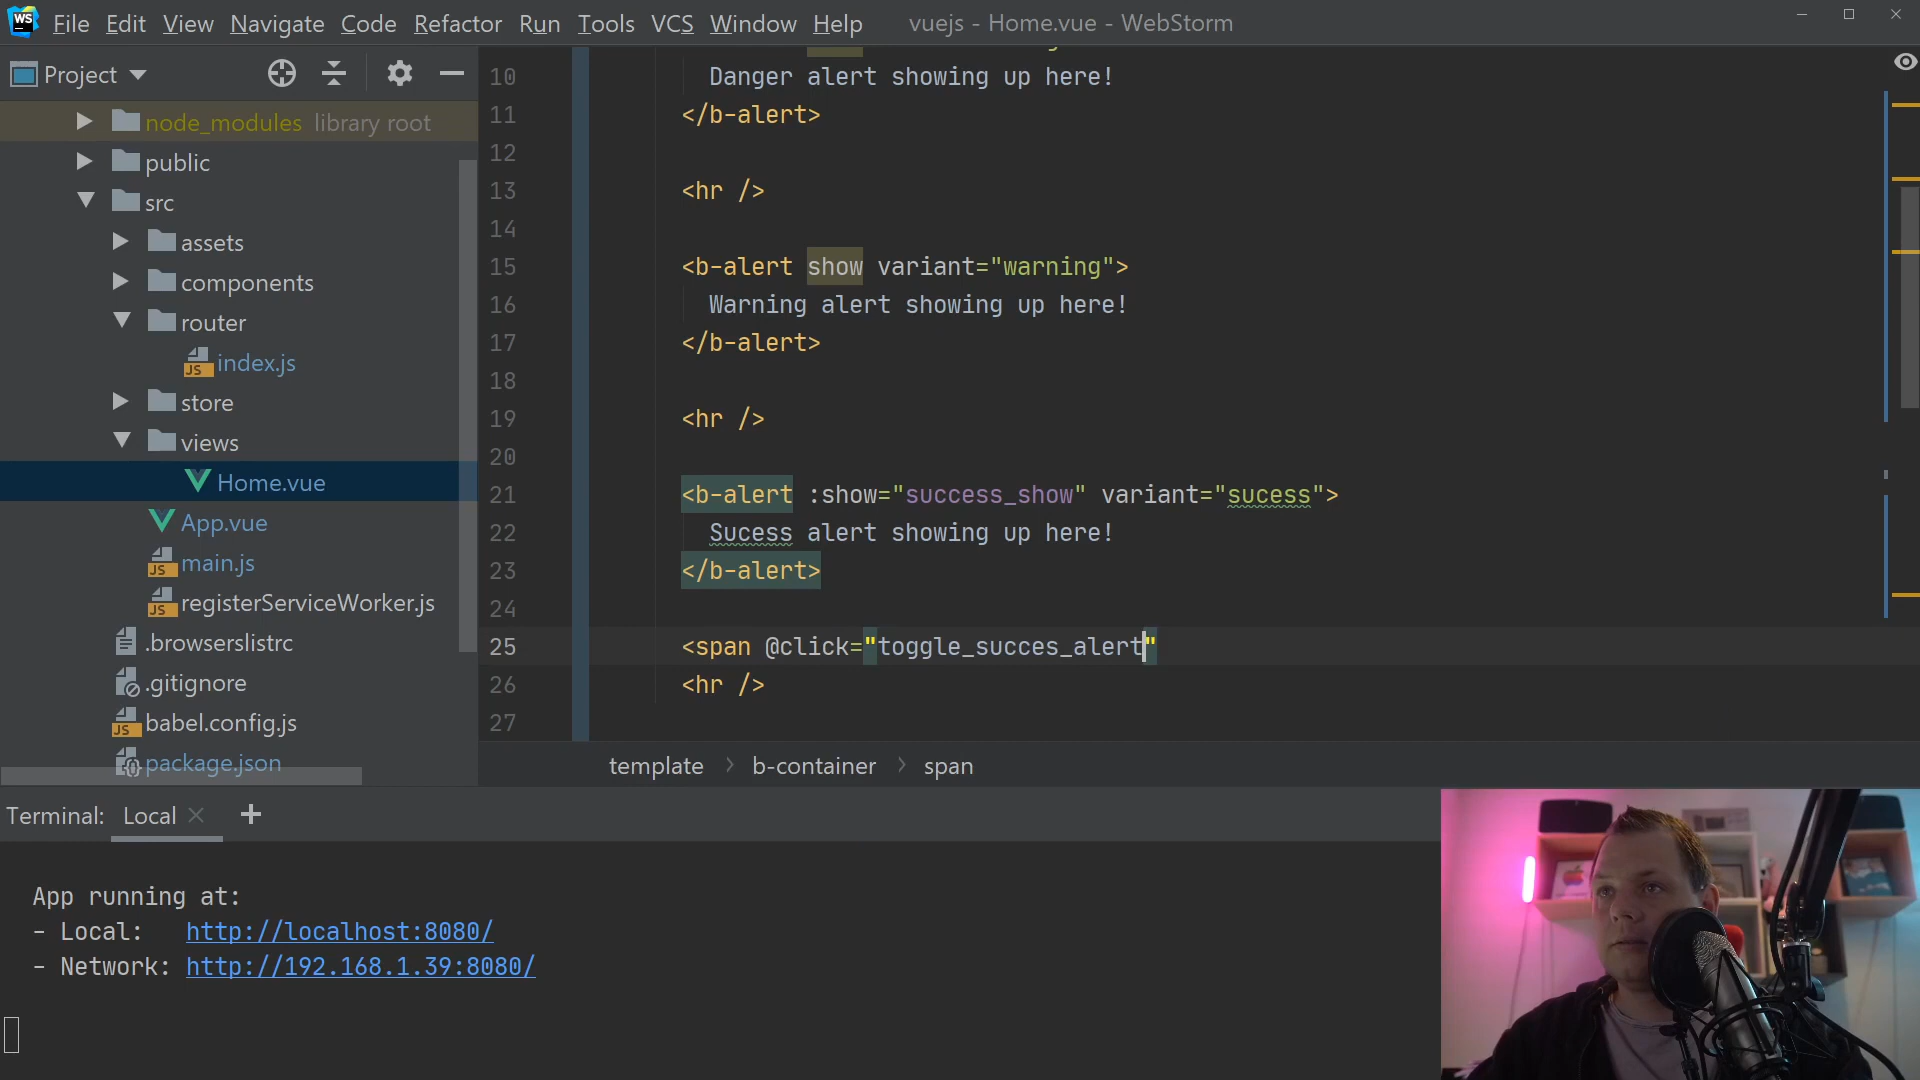 WS File Edit View Navigate Code Refactor Run Tools VCS Window Help vuejs - Home.vue - WebStorm
Project
node_modules library root
public
src
assets
components
router
JS index.js
store
views
Home.vue
App.vue
JS main.js
JS registerServiceWorker.js
.browserslistrc
.gitignore
JS babel.config.js
package.json
10 Danger alert showing up here!
11 </b-alert>
12
13 <hr />
14
15 <b-alert show variant="warning">
16 Warning alert showing up here!
17 </b-alert>
18
19 <hr />
20
21 <b-alert :show="success_show" variant="sucess">
22 Sucess alert showing up here!
23 </b-alert>
24
25 <span @click="toggle_succes_alert"
26 <hr />
27
template > b-container > span
Terminal: Local × +
App running at:
- Local: http://localhost:8080/
- Network: http://192.168.1.39:8080/